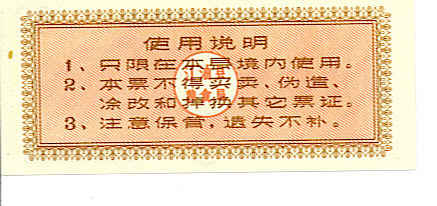 使用说明
1、只限在本县境内使用。
2、本票不得买卖、伪造、
涂改和掉换其它票证。
3、注意保管，遗失不补。